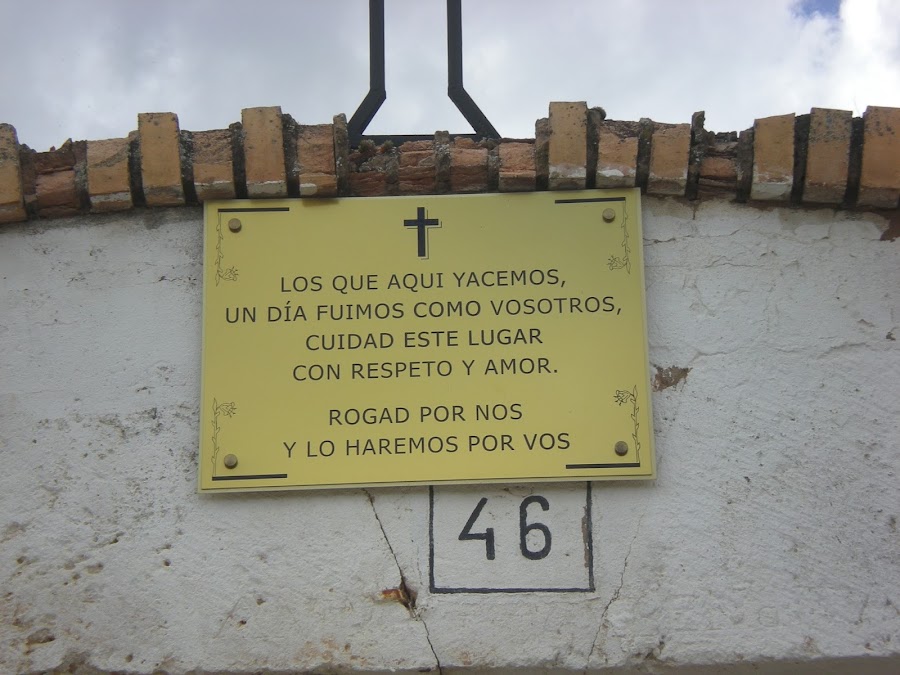 LOS QUE AQUI YACEMOS,
UN DÍA FUIMOS COMO VOSOTROS,
CUIDAD ESTE LUGAR
CON RESPETO Y AMOR.
ROGAD POR NOS
Y LO HAREMOS POR VOS
46